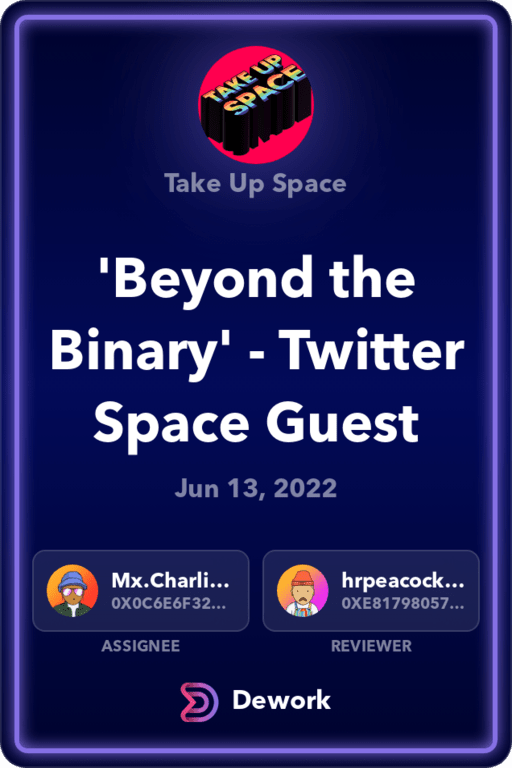 TAKE UP
SPACE
Take Up Space
'Beyond the
Binary' - Twitter
Space Guest
Jun 13, 2022
Mx.Charli...
0X0C6E6F32...
ASSIGNEE
hrpeacock...
0XE81798057...
REVIEWER
Dework